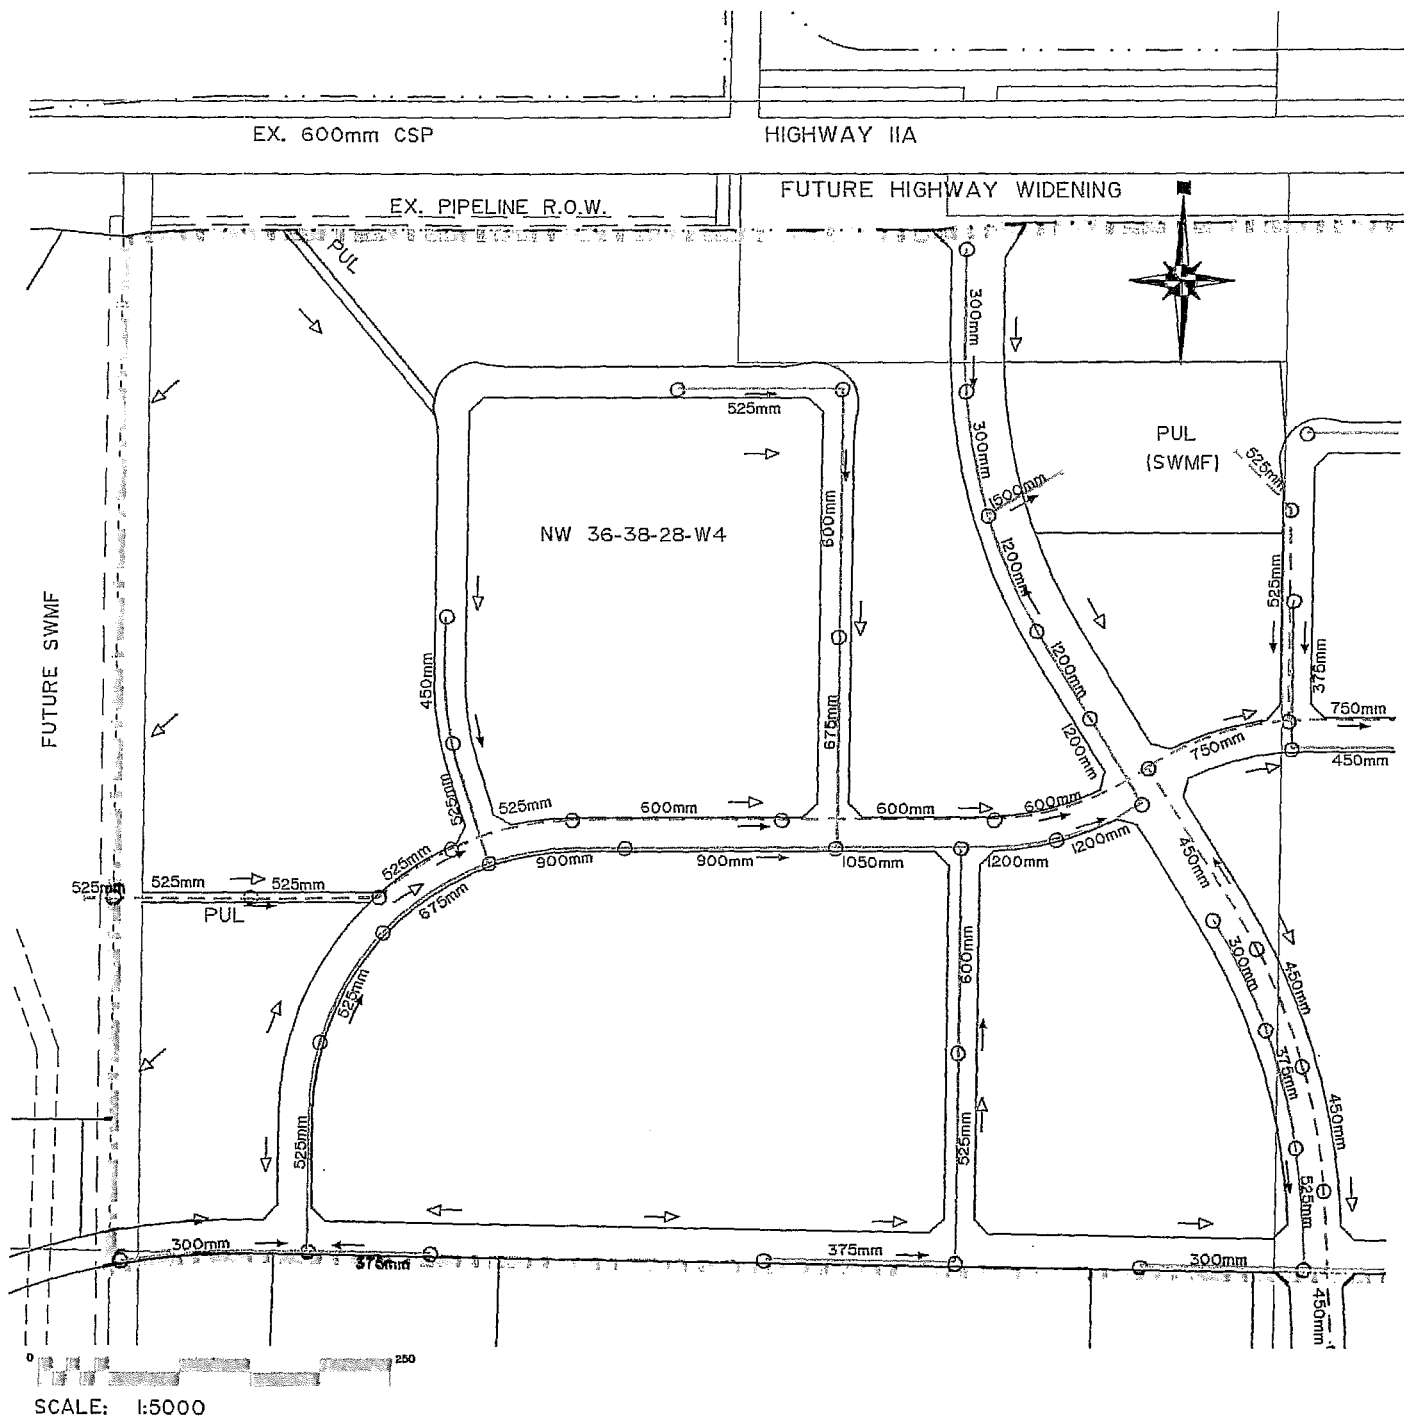 EX. 600mm CSP
HIGHWAY 11A
FUTURE HIGHWAY WIDENING
EX. PIPELINE R.O.W.
PUL
300mm
525mm
300mm
PUL
(SWMF)
525mm
1500mm
600mm
NW 36-38-28-W4
1200mm
525mm
FUTURE SWMF
450mm
1200mm
375mm
675mm
1200mm
750mm
750mm
450mm
525mm
525mm
600mm
600mm
600mm
525mm
900mm
900mm
1050mm
1200mm
1200mm
450mm
525mm
525mm
525mm
PUL
675mm
600mm
300mm
450mm
525mm
375mm
450mm
525mm
525mm
525mm
300mm
375mm
375mm
300mm
450mm
0
250
SCALE: 1:5000